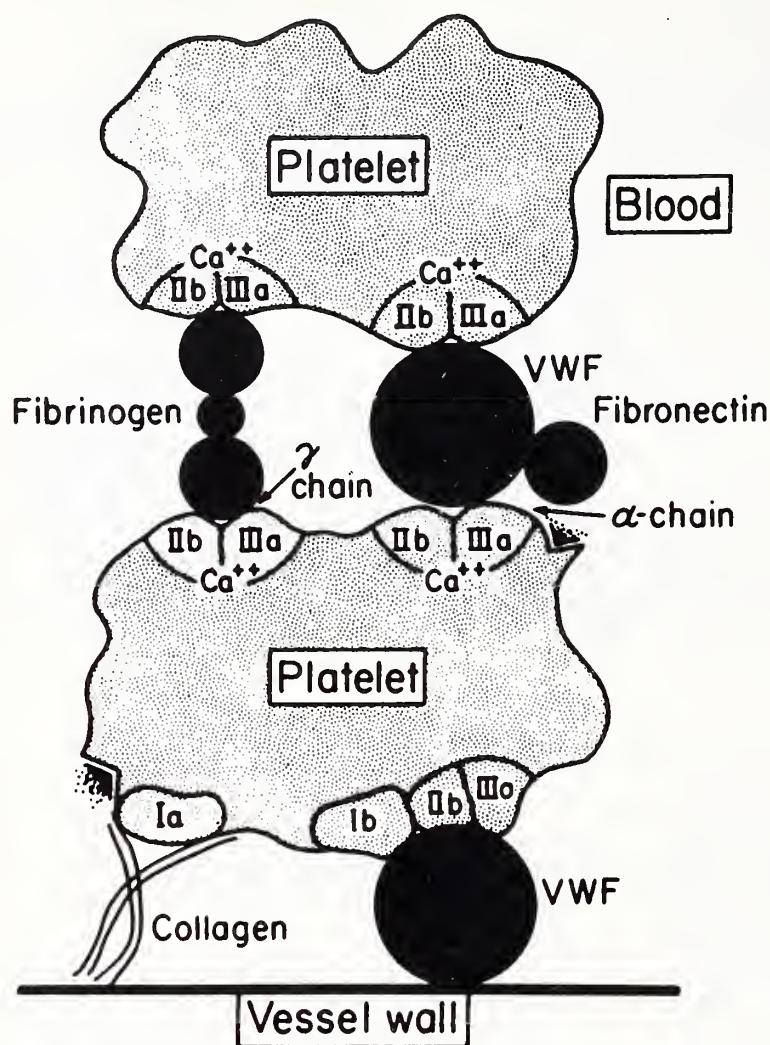 Platelet
Blood
Ca++
Ca++
IIb IIIa
IIb IIIa
VWF
Fibrinogen
Fibronectin
γ
chain
α-chain
IIb IIIa
IIb IIIa
Ca++
Ca++
Platelet
Ia
Ib
IIb
IIIa
VWF
Collagen
Vessel wall